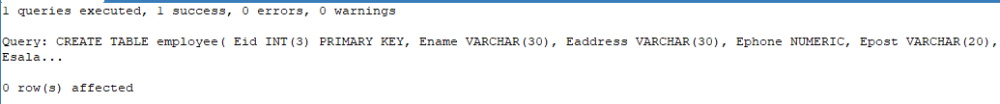 1 queries executed, 1 success, 0 errors, 0 warnings
Query: CREATE TABLE employee( Eid INT(3) PRIMARY KEY, Ename VARCHAR(30), Eaddress VARCHAR(30), Ephone NUMERIC, Epost VARCHAR(20),
Esala...
0 row(s) affected